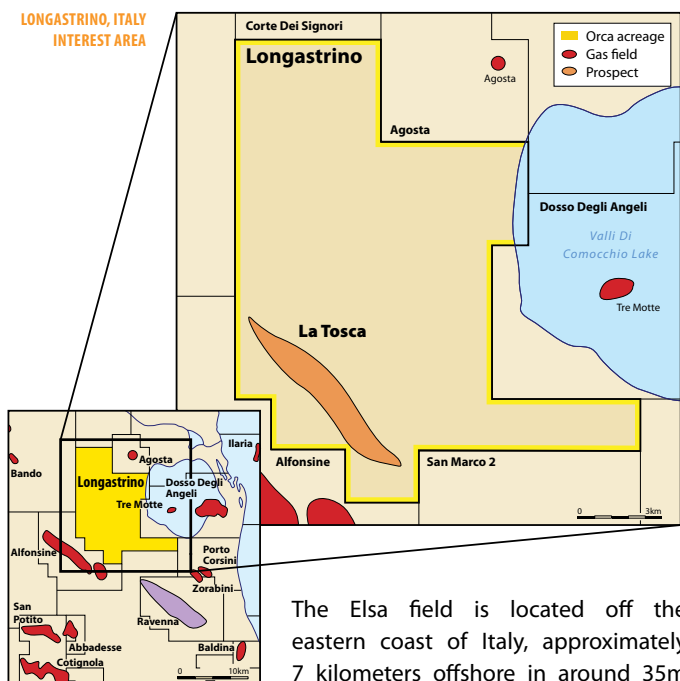 LONGASTRINO, ITALY
INTEREST AREA
Corte Dei Signori
Longastrino
Orca acreage
Gas field
Prospect
Agosta
Agosta
Dosso Degli Angeli
Valli Di
Comocchio Lake
Tre Motte
La Tosca
Alfonsine
San Marco 2
0 3km
Ilaria
Agosta
Bando
Longastrino
Dosso Degli
Angeli
Tre Motte
Alfonsine
Porto
Corsini
Zorabini
San
Potito
Ravenna
Abbadesse
Cotignola
Baldina
0 10km
The Elsa field is located off the
eastern coast of Italy, approximately
7 kilometers offshore in around 35m